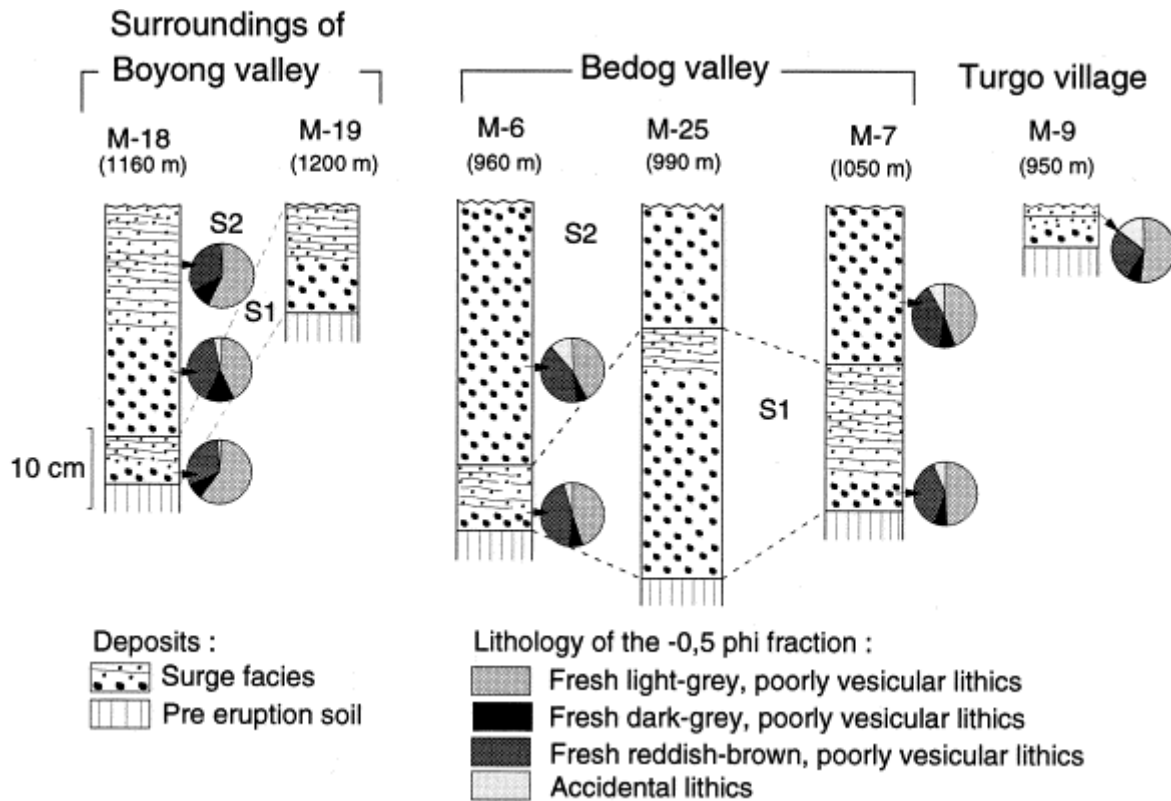 Surroundings of
Boyong valley
Bedog valley
Turgo village
M-18
(1160 m)
M-19
(1200 m)
M-6
(960 m)
M-25
(990 m)
M-7
(1050 m)
M-9
(950 m)
S2
S1
S2
S1
10 cm
Deposits :
Surge facies
Pre eruption soil
Lithology of the -0,5 phi fraction :
Fresh light-grey, poorly vesicular lithics
Fresh dark-grey, poorly vesicular lithics
Fresh reddish-brown, poorly vesicular lithics
Accidental lithics